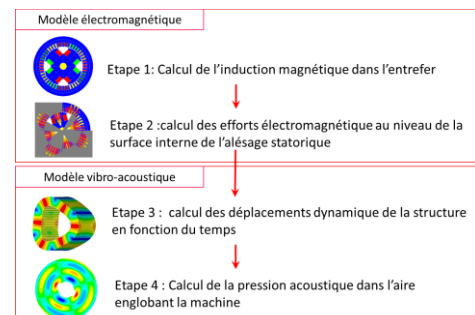 Modèle électromagnétique
Etape 1: Calcul de l'induction magnétique dans l'entrefer
Etape 2 :calcul des efforts électromagnétique au niveau de la
surface interne de l'alésage statorique
Modèle vibro-acoustique
Etape 3 : calcul des déplacements dynamique de la structure
en fonction du temps
Etape 4 : Calcul de la pression acoustique dans l'aire
englobant la machine